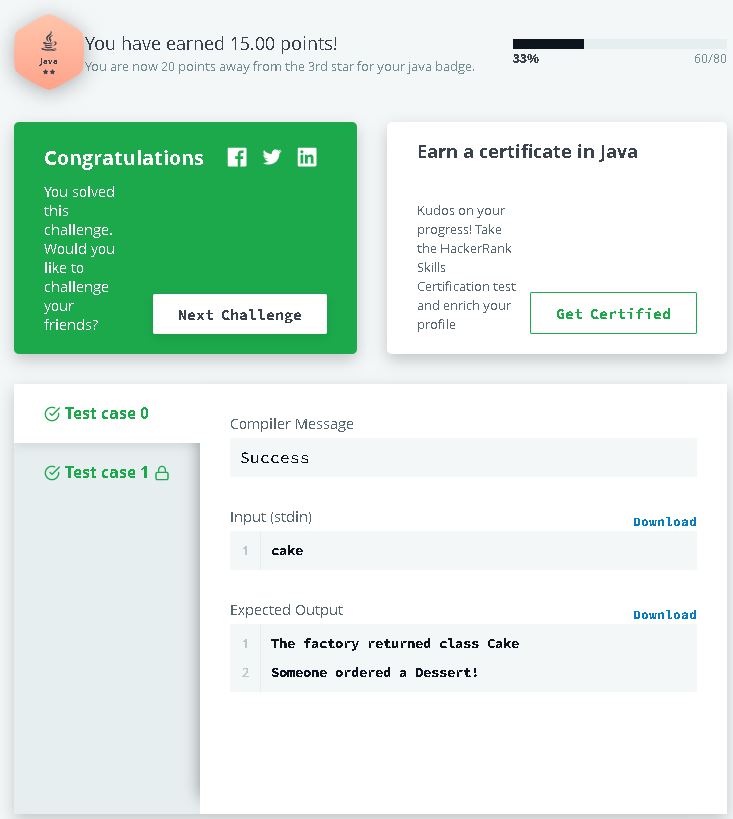 Java
You have earned 15.00 points!
You are now 20 points away from the 3rd star for your java badge.
33%
60/80
Congratulations
You solved
this
challenge.
Would you
like to
challenge
your
friends?
Next Challenge
Earn a certificate in Java
Kudos on your
progress! Take
the HackerRank
Skills
Certification test
and enrich your
profile
Get Certified
Test case 0
Test case 1
Compiler Message
Success
Input (stdin)
Download
1 cake
Expected Output
Download
1 The factory returned class Cake
2 Someone ordered a Dessert!